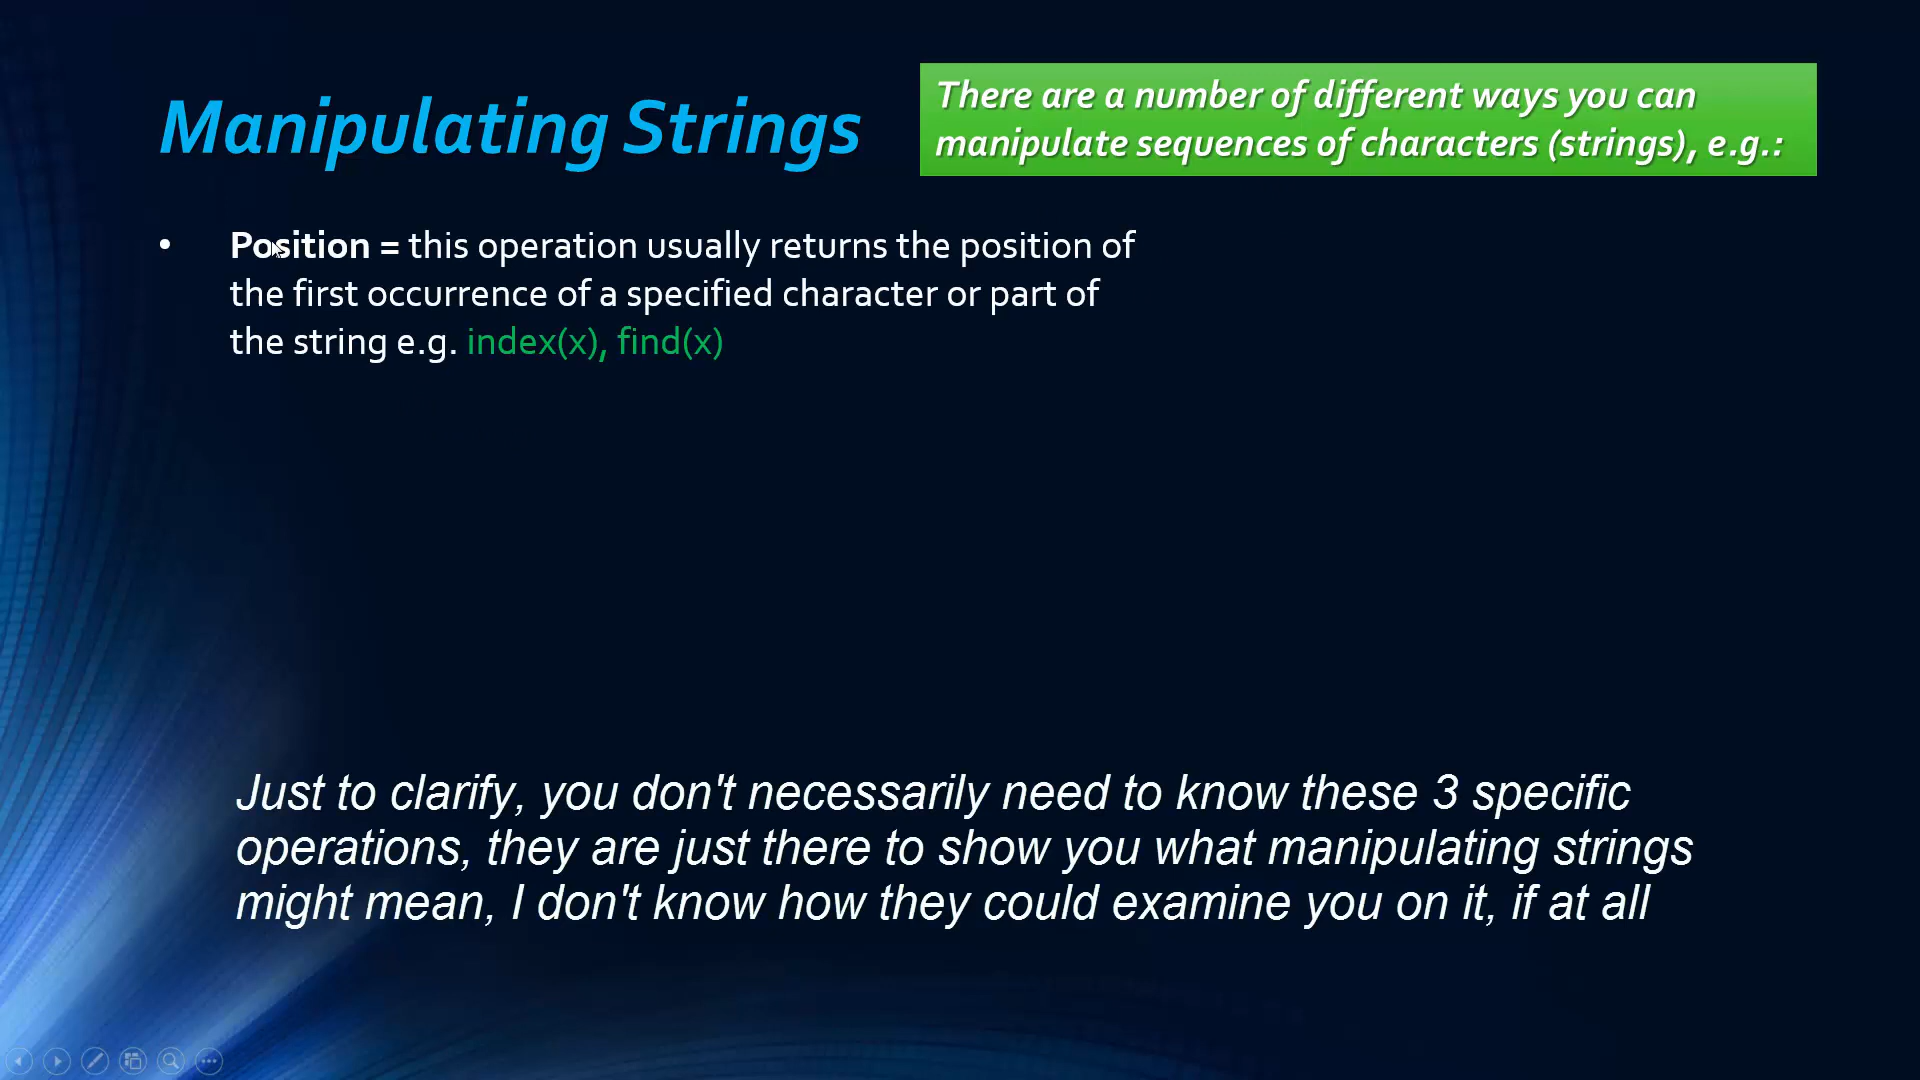 Manipulating Strings
There are a number of different ways you can
manipulate sequences of characters (strings), e.g.:
• Position = this operation usually returns the position of
the first occurrence of a specified character or part of
the string e.g. index(x), find(x)
Just to clarify, you don't necessarily need to know these 3 specific
operations, they are just there to show you what manipulating strings
might mean, I don't know how they could examine you on it, if at all